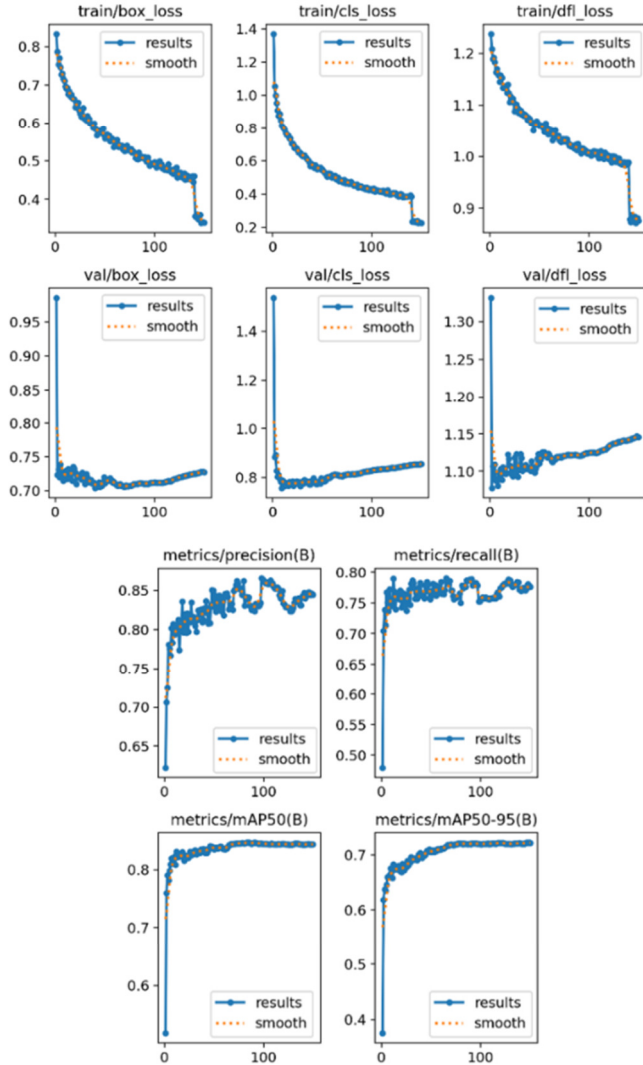 train/box_loss train/cls_loss train/dfl_loss
0.8 1.4 1.2
0.7 1.2 1.1
0.6 1.0 1.0
0.5 0.8 0.9
0.4 0.6
0.4
0.2
results results results
smooth smooth smooth
0 100 0 100 0 100
val/box_loss val/cls_loss val/dfl_loss
0.95 1.4 1.30
0.90 1.2 1.25
0.85 1.0 1.20
0.80 0.8 1.15
0.75 1.10
0.70
results results results
smooth smooth smooth
0 100 0 100 0 100
metrics/precision(B) metrics/recall(B)
0.85 0.80
0.80 0.75
0.75 0.70
0.70 0.65
0.65 0.60
0.55
0.50
results results
smooth smooth
0 100 0 100
metrics/mAP50(B) metrics/mAP50-95(B)
0.8 0.7
0.7 0.6
0.6 0.5
0.4
results results
smooth smooth
0 100 0 100